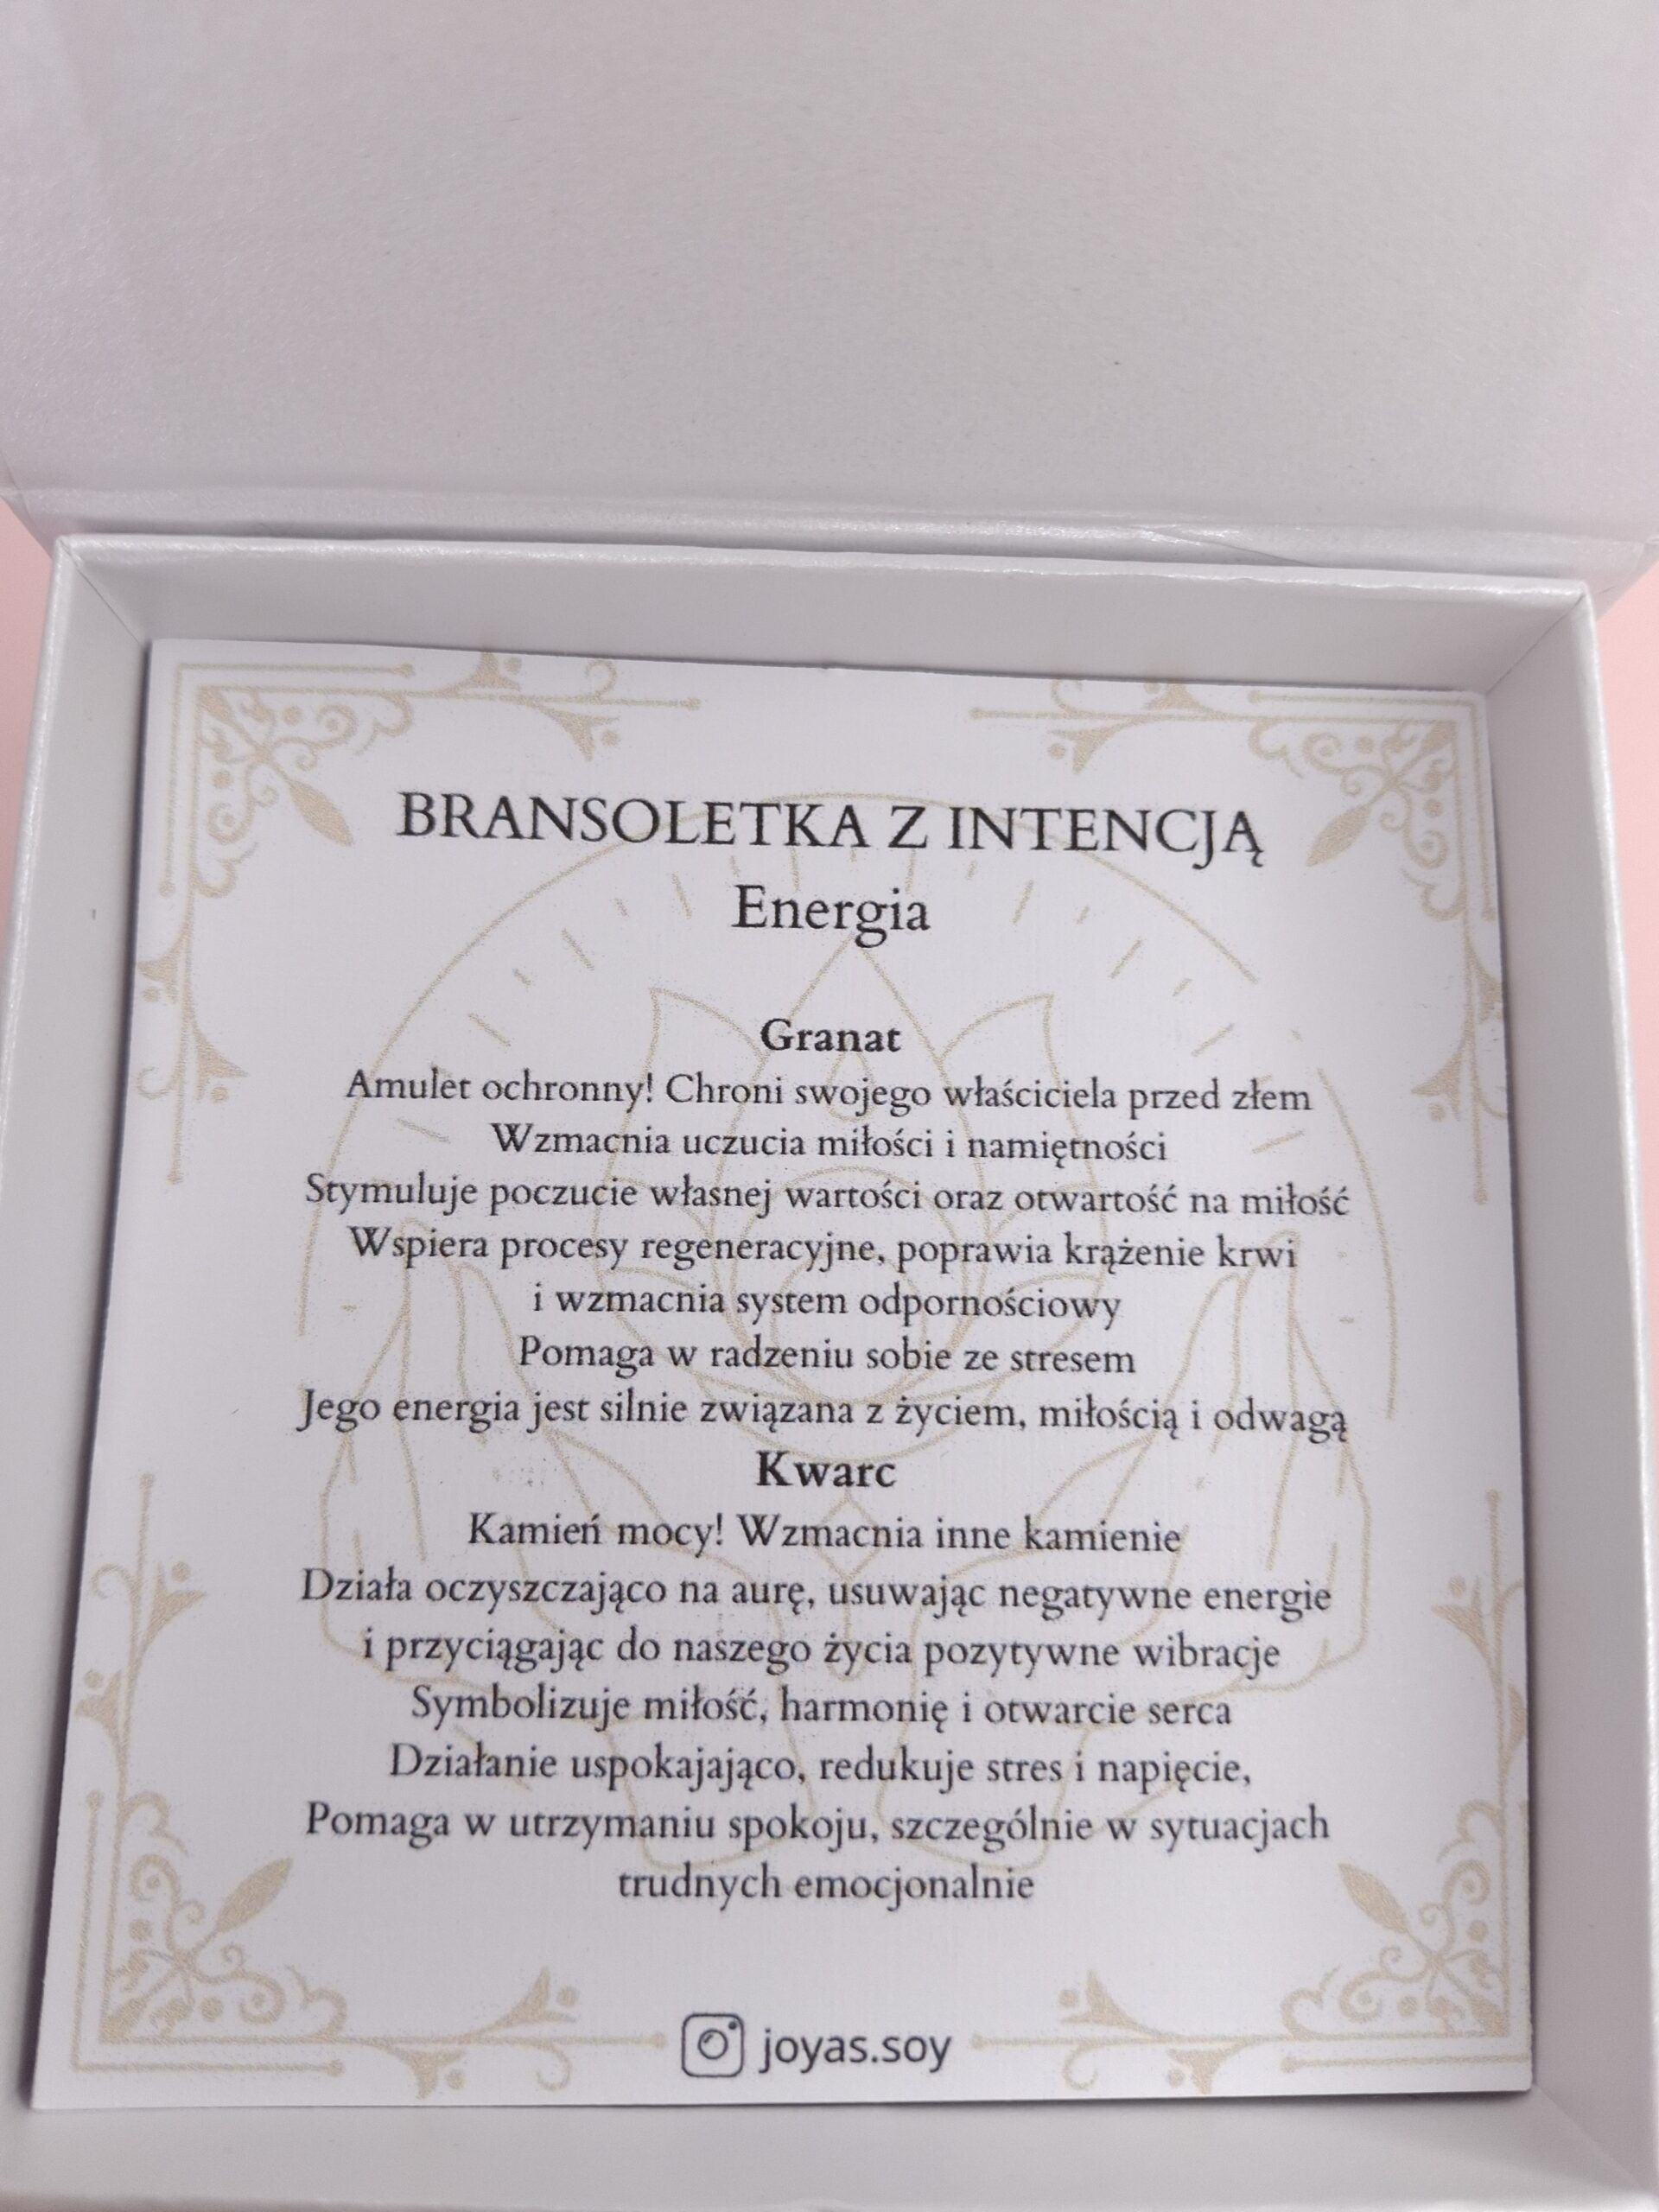 BRANSOLETKA Z INTENCJĄ
Energia
Granat
Amulet ochronny! Chroni swojego właściciela przed złem
Wzmacnia uczucia miłości i namiętności
Stymuluje poczucie własnej wartości oraz otwartość na miłość
Wspiera procesy regeneracyjne, poprawia krążenie krwi
i wzmacnia system odpornościowy
Pomaga w radzeniu sobie ze stresem
Jego energia jest silnie związana z życiem, miłością i odwagą
Kwarc
Kamień mocy! Wzmacnia inne kamienie
Działa oczyszczająco na aurę, usuwając negatywne energie
i przyciągając do naszego życia pozytywne wibracje
Symbolizuje miłość, harmonię i otwarcie serca
Działanie uspokajająco, redukuje stres i napięcie,
Pomaga w utrzymaniu spokoju, szczególnie w sytuacjach
trudnych emocjonalnie
joyas.soy